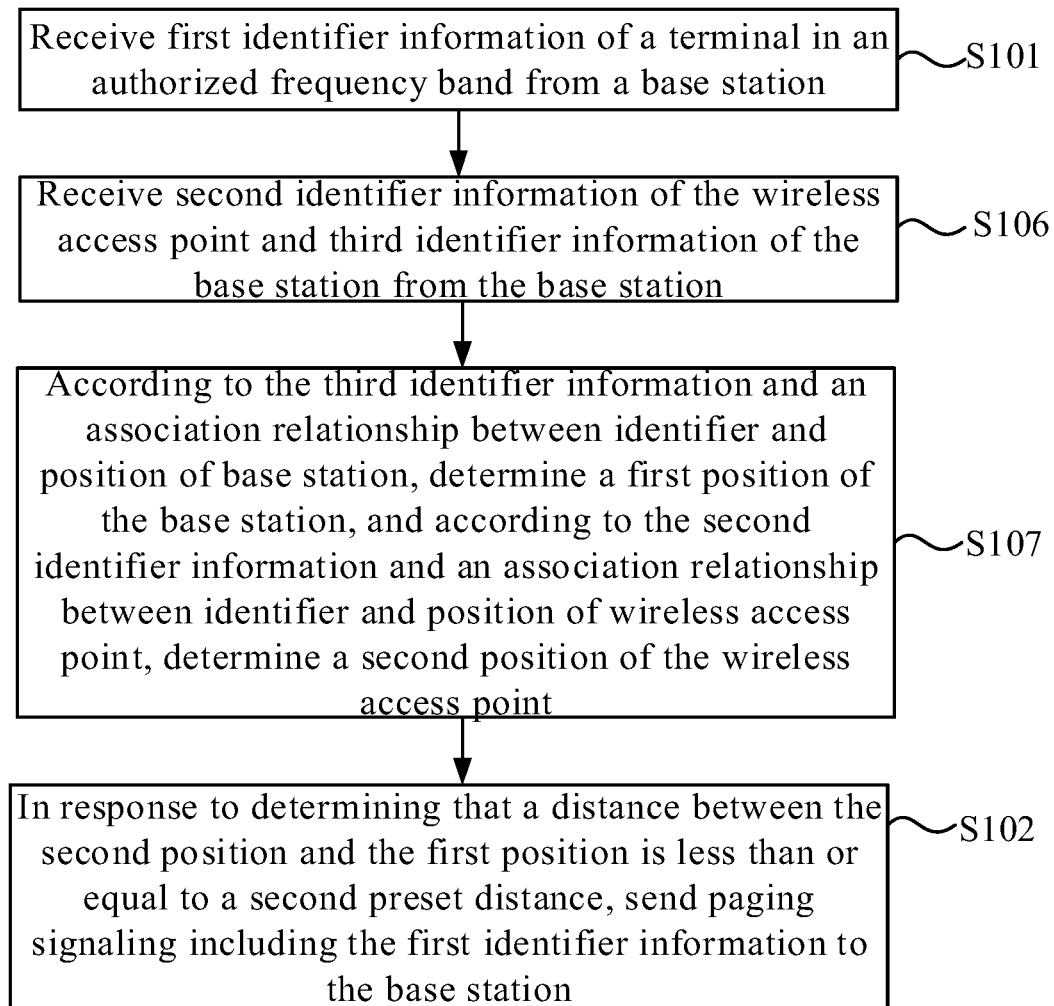 Receive first identifier information of a terminal in an
authorized frequency band from a base station
S101
Receive second identifier information of the wireless
access point and third identifier information of the
base station from the base station
S106
According to the third identifier information and an
association relationship between identifier and
position of base station, determine a first position of
the base station, and according to the second
identifier information and an association relationship
between identifier and position of wireless access
point, determine a second position of the wireless
access point
S107
In response to determining that a distance between the
second position and the first position is less than or
equal to a second preset distance, send paging
signaling including the first identifier information to
the base station
S102